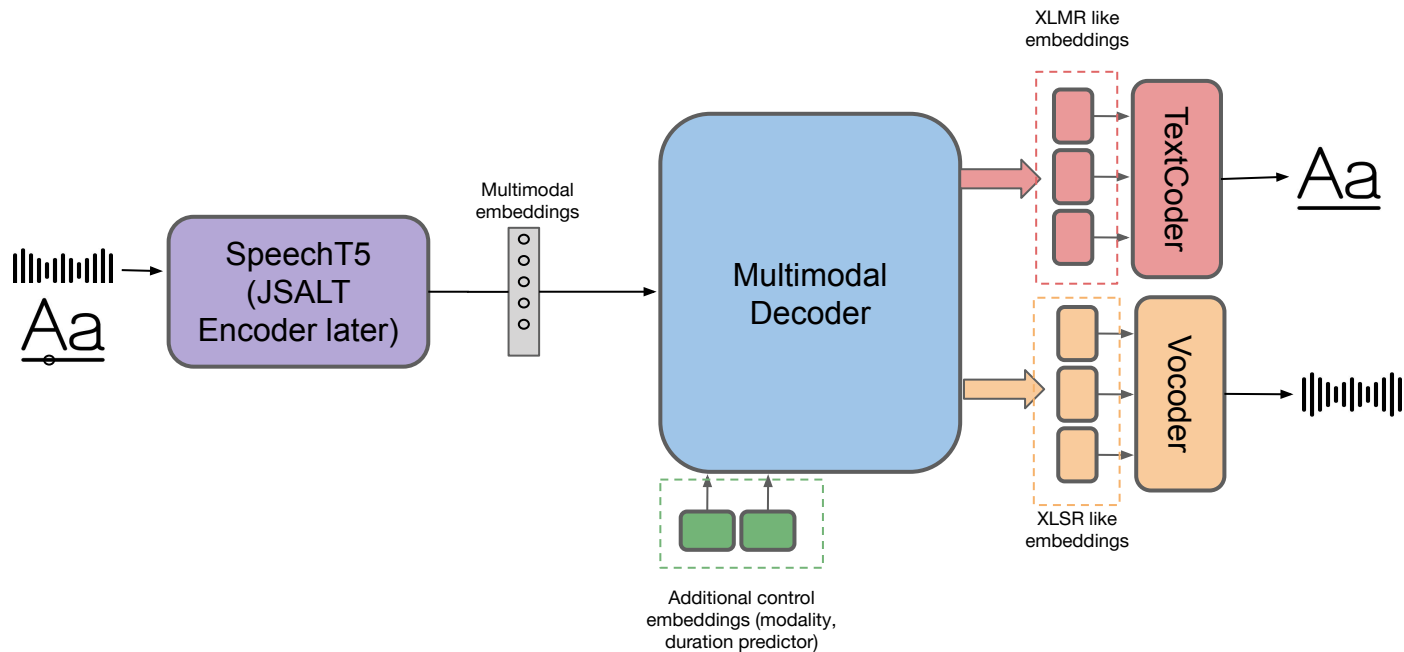 XLMR like
embeddings
TextCoder
Aa
Multimodal
embeddings
SpeechT5
(JSALT
Encoder later)
Aa
Multimodal
Decoder
Vocoder
XLSR like
embeddings
Additional control
embeddings (modality,
duration predictor)